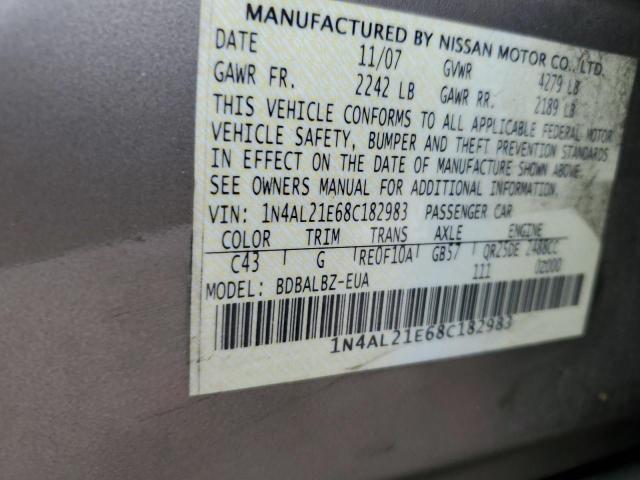 MANUFACTURED BY NISSAN MOTOR CO., LTD.
DATE 11/07 GVWR 4279 LB
GAWR FR. 2242 LB GAWR RR. 2189 LB
THIS VEHICLE CONFORMS TO ALL APPLICABLE FEDERAL MOTOR
VEHICLE SAFETY, BUMPER AND THEFT PREVENTION STANDARDS
IN EFFECT ON THE DATE OF MANUFACTURE SHOWN ABOVE.
SEE OWNERS MANUAL FOR ADDITIONAL INFORMATION.
VIN: 1N4AL21E68C182983 PASSENGER CAR
COLOR TRIM TRANS AXLE ENGINE
C43 G RE0F10A GB57 QR25DE 2488CC
MODEL: BDBALBZ-EUA 111 DZ000
1N4AL21E68C182983